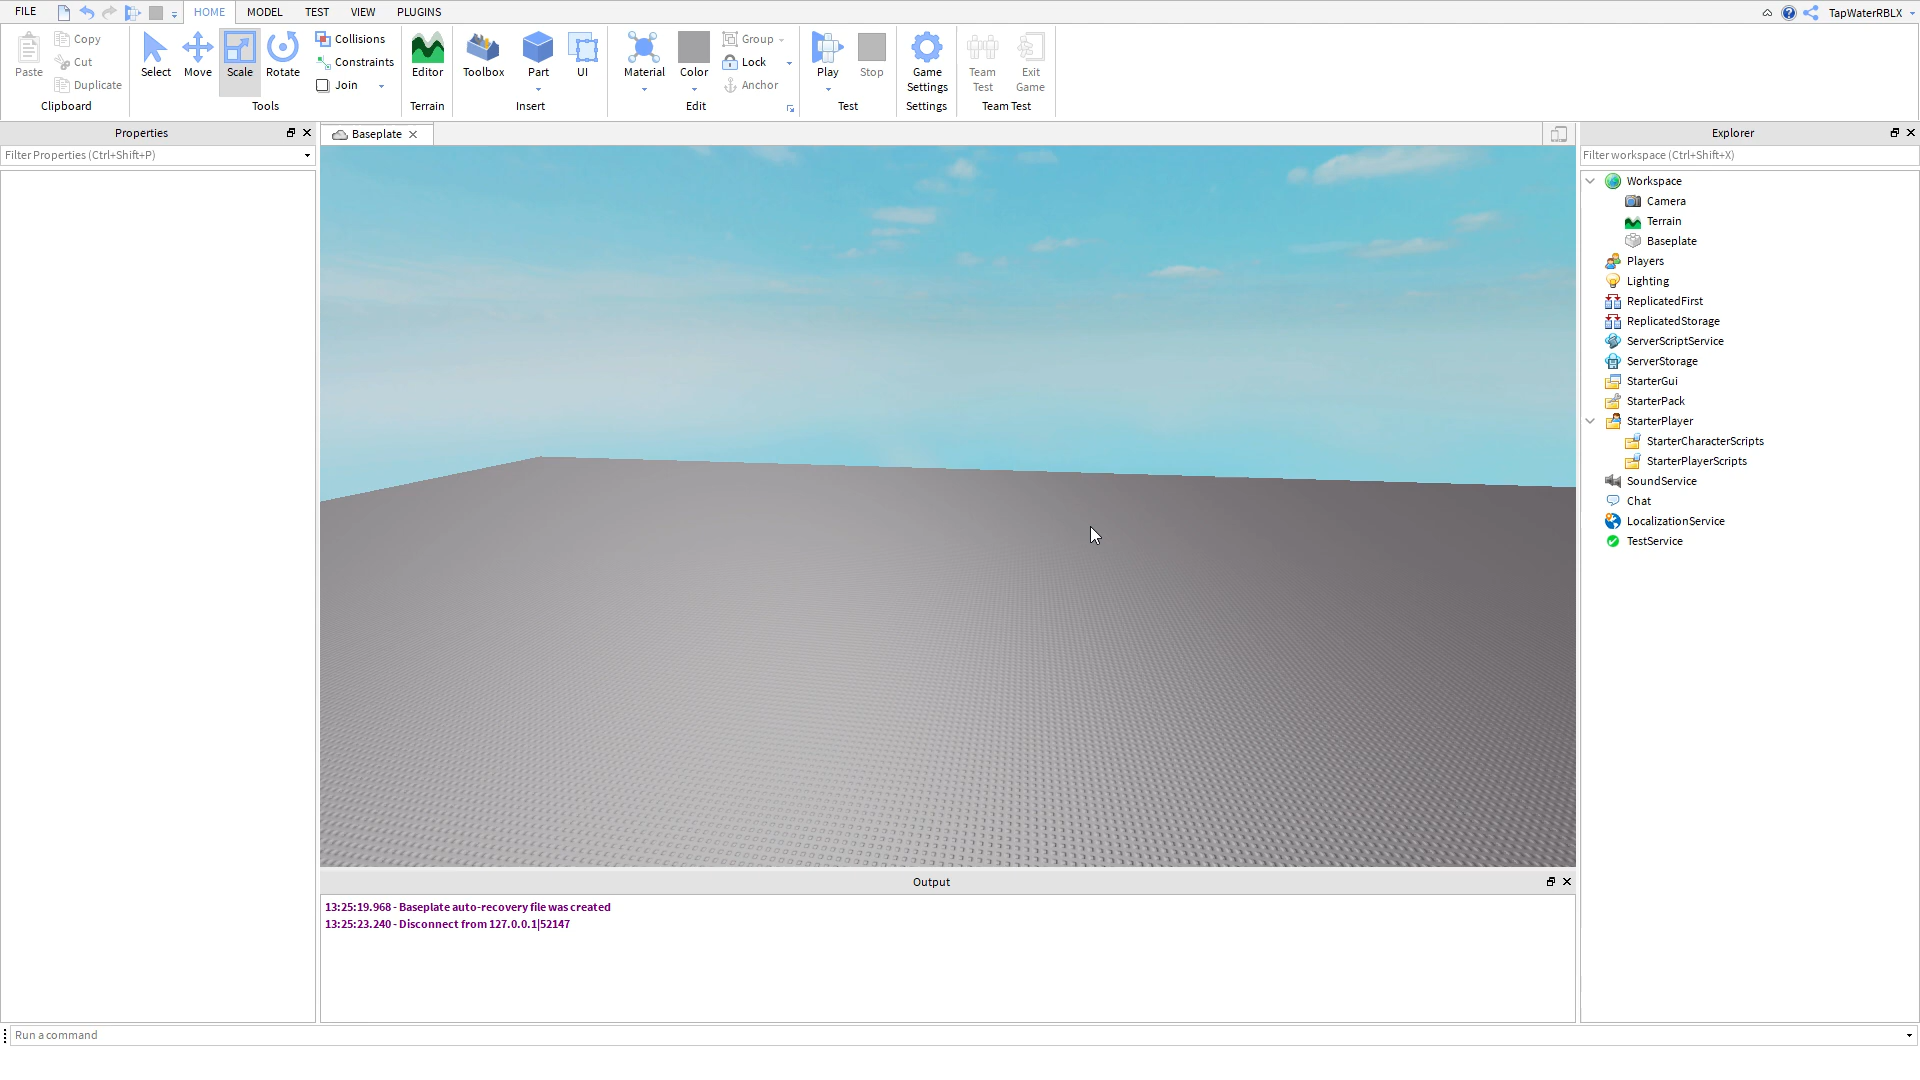 FILE HOME MODEL TEST VIEW PLUGINS TapWaterRBLX
Paste Copy Cut Duplicate
Clipboard
Select Move Scale Rotate Collisions Constraints Join
Tools
Editor
Terrain
Toolbox Part UI
Insert
Material Color Group Lock Anchor
Edit
Play Stop
Test
Game Settings
Settings
Team Test Exit Game
Team Test
Properties
Filter Properties (Ctrl+Shift+P)
Baseplate
Explorer
Filter workspace (Ctrl+Shift+X)
Workspace
Camera
Terrain
Baseplate
Players
Lighting
ReplicatedFirst
ReplicatedStorage
ServerScriptService
ServerStorage
StarterGui
StarterPack
StarterPlayer
StarterCharacterScripts
StarterPlayerScripts
SoundService
Chat
LocalizationService
TestService
Output
13:25:19.968 - Baseplate auto-recovery file was created
13:25:23.240 - Disconnect from 127.0.0.1|52147
Run a command